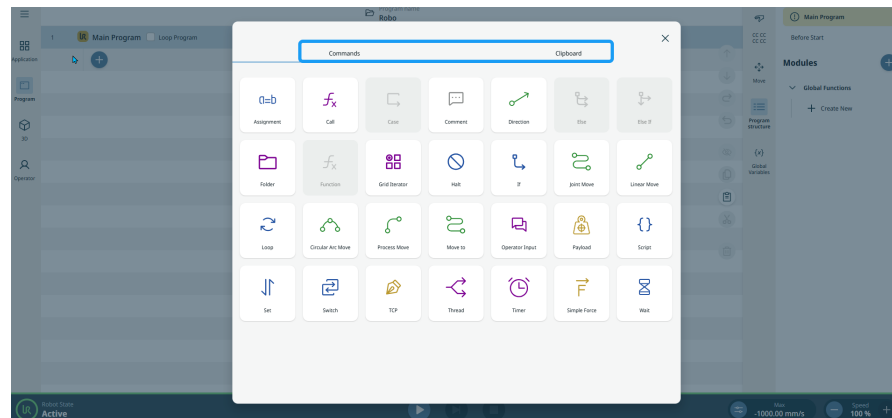 Program name
Robo
1 Main Program Loop Program
Application
Program
3D
Operator
Commands Clipboard
Assignment Call Case Comment Direction Else Else If
Folder Function Grid Iterator Halt If Joint Move Linear Move
Loop Circular Arc Move Process Move Move to Operator Input Payload Script
Set Switch TCP Thread Timer Simple Force Wait
Move
Program structure
Global Variables
Main Program
Before Start
Modules
Global Functions
Create New
Robot State
Active
Max
-1000.00 mm/s
Speed
100 %